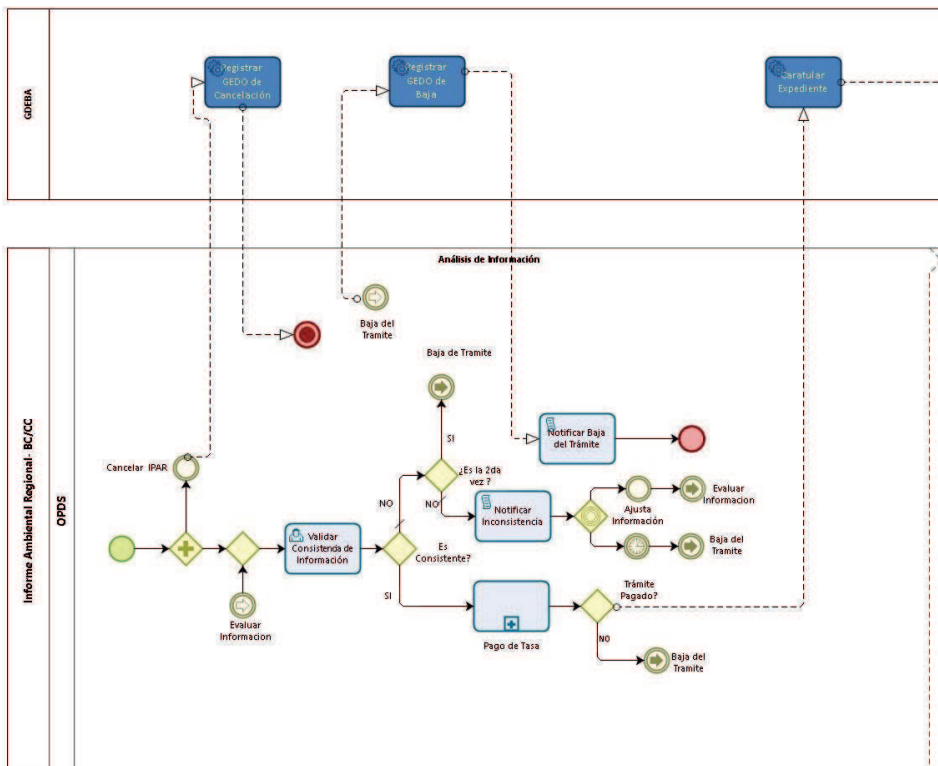 GDEBA
Registrar
GEDO de
Cancelación
Registrar
GEDO de
Baja
Caratular
Expediente
Informe Ambiental Regional- BC/CC
OPDS
Análisis de Información
Baja del
Tramite
Baja de Tramite
SI
¿Es la 2da
vez ?
NO
NO
Notificar Baja
del Trámite
Cancelar IPAR
Notificar
Inconsistencia
Ajusta
Información
Evaluar
Informacion
Baja del
Tramite
Validar
Consistencia de
Información
Es
Consistente?
Evaluar
Informacion
SI
Pago de Tasa
Trámite
Pagado?
NO
Baja del
Tramite